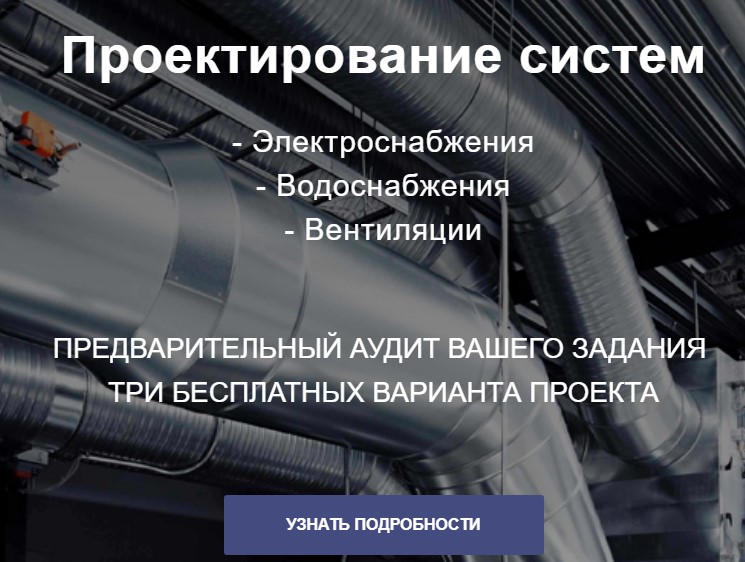 Проектирование систем
- Электроснабжения
- Водоснабжения
- Вентиляции
ПРЕДВАРИТЕЛЬНЫЙ АУДИТ ВАШЕГО ЗАДАНИЯ
ТРИ БЕСПЛАТНЫХ ВАРИАНТА ПРОЕКТА
УЗНАТЬ ПОДРОБНОСТИ